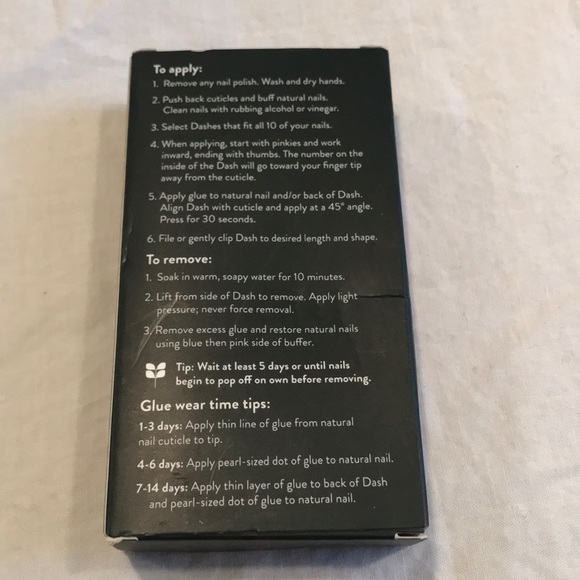 To apply:
1. Remove any nail polish. Wash and dry hands.
2. Push back cuticles and buff natural nails.
Clean nails with rubbing alcohol or vinegar.
3. Select Dashes that fit all 10 of your nails.
4. When applying, start with pinkies and work
inward, ending with thumbs. The number on the
inside of the Dash will go toward your finger tip
away from the cuticle.
5. Apply glue to natural nail and/or back of Dash.
Align Dash with cuticle and apply at a 45° angle.
Press for 30 seconds.
6. File or gently clip Dash to desired length and shape.
To remove:
1. Soak in warm, soapy water for 10 minutes.
2. Lift from side of Dash to remove. Apply light
pressure; never force removal.
3. Remove excess glue and restore natural nails
using blue then pink side of buffer.
Tip: Wait at least 5 days or until nails
begin to pop off on own before removing.
Glue wear time tips:
1-3 days: Apply thin line of glue from natural
nail cuticle to tip.
4-6 days: Apply pearl-sized dot of glue to natural nail.
7-14 days: Apply thin layer of glue to back of Dash
and pearl-sized dot of glue to natural nail.